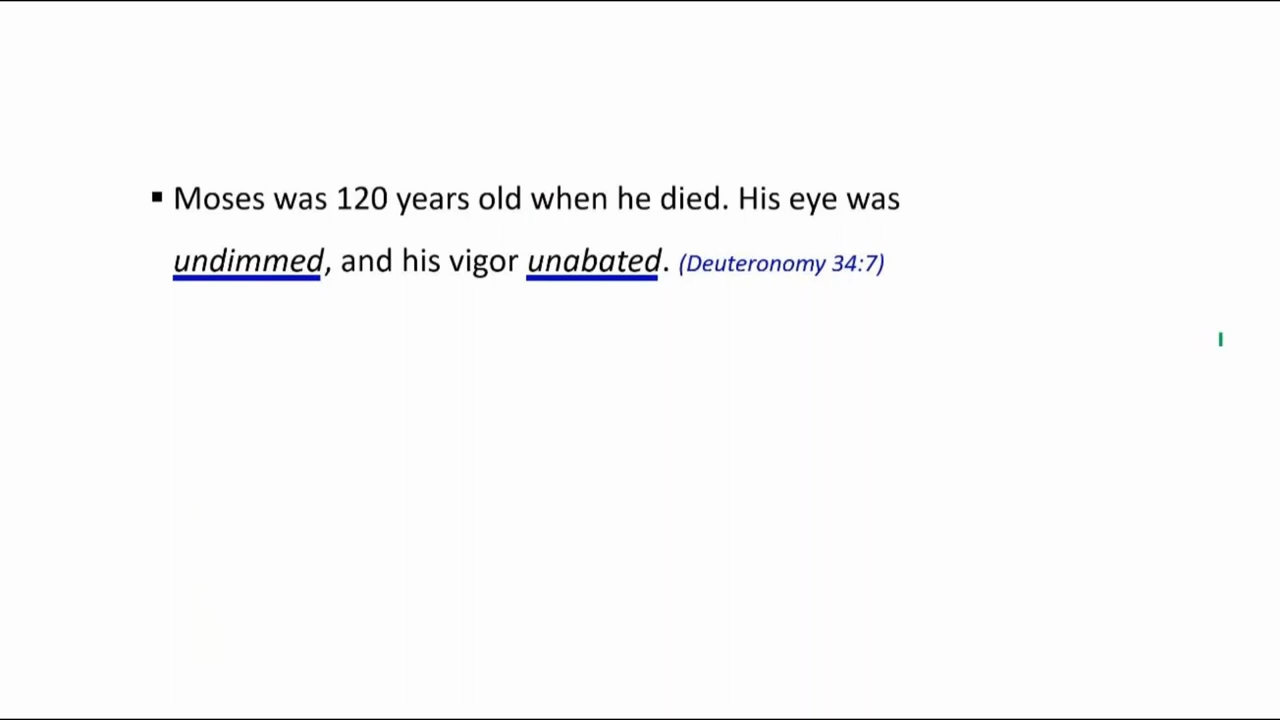 ▪ Moses was 120 years old when he died. His eye was
undimmed, and his vigor unabated. (Deuteronomy 34:7)